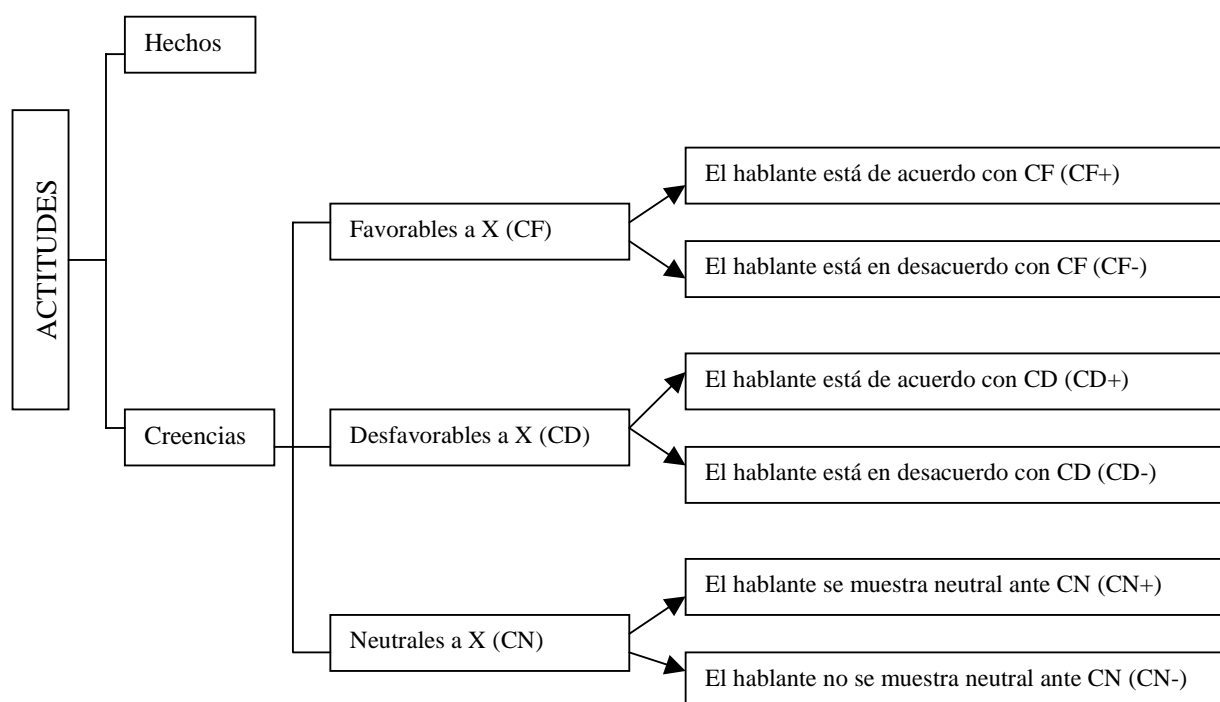 ACTITUDES
Hechos
Creencias
Favorables a X (CF)
El hablante está de acuerdo con CF (CF+)
El hablante está en desacuerdo con CF (CF-)
Desfavorables a X (CD)
El hablante está de acuerdo con CD (CD+)
El hablante está en desacuerdo con CD (CD-)
Neutrales a X (CN)
El hablante se muestra neutral ante CN (CN+)
El hablante no se muestra neutral ante CN (CN-)